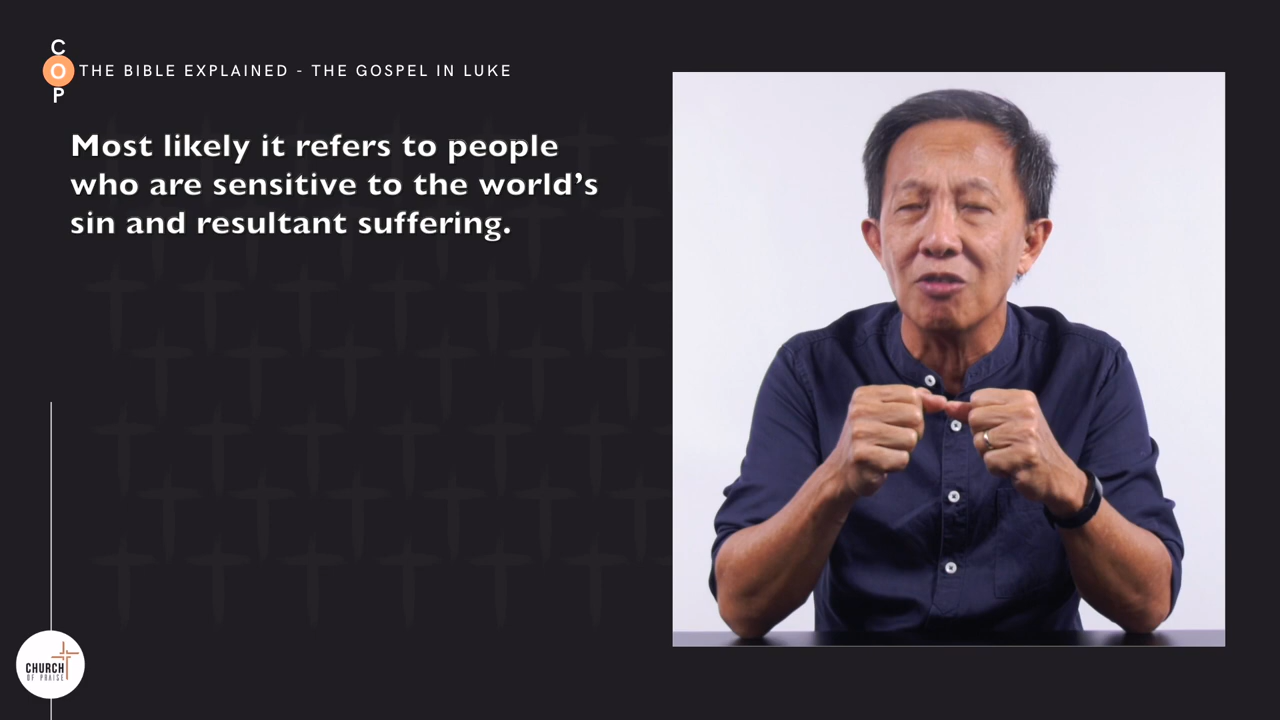 C
O
P
THE BIBLE EXPLAINED - THE GOSPEL IN LUKE
Most likely it refers to people
who are sensitive to the world’s
sin and resultant suffering.
CHURCH
OF PRAISE